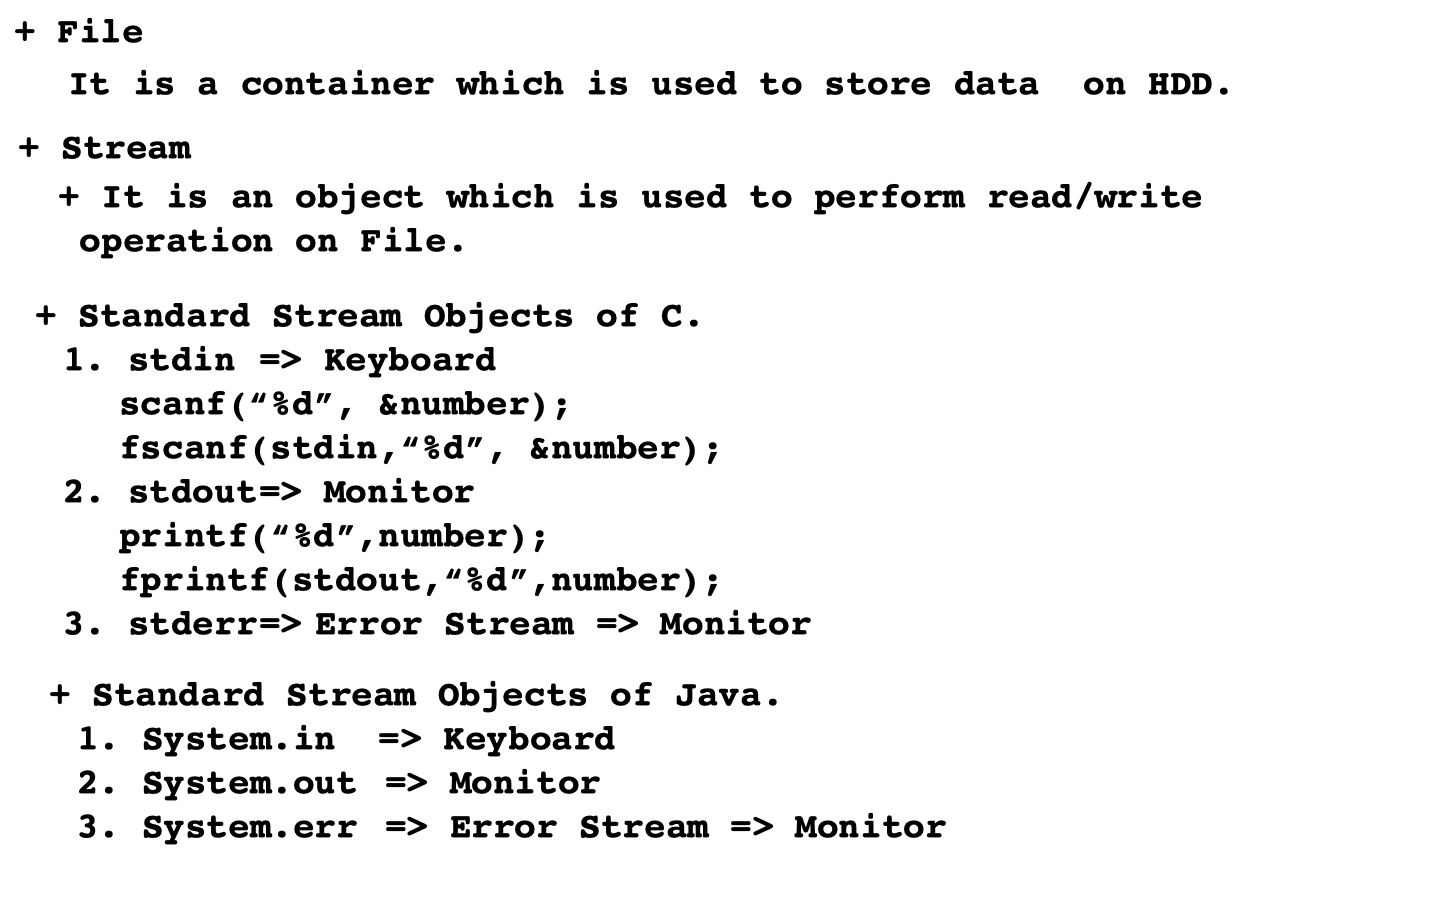 + File
It is a container which is used to store data on HDD.
+ Stream
+ It is an object which is used to perform read/write
operation on File.
+ Standard Stream Objects of C.
1. stdin => Keyboard
scanf(“%d”, &number);
fscanf(stdin,“%d”, &number);
2. stdout=> Monitor
printf(“%d”,number);
fprintf(stdout,“%d”,number);
3. stderr=> Error Stream => Monitor
+ Standard Stream Objects of Java.
1. System.in => Keyboard
2. System.out => Monitor
3. System.err => Error Stream => Monitor